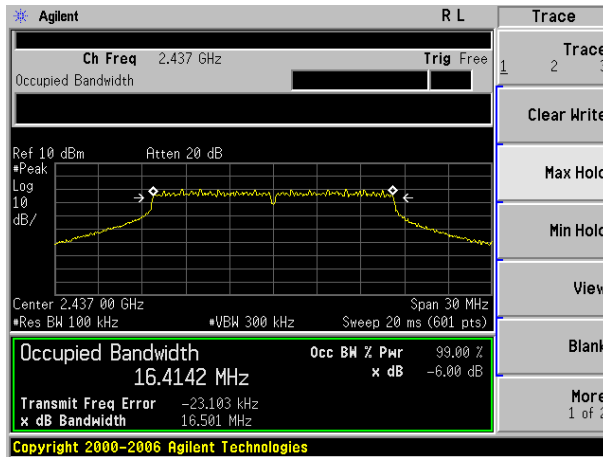 Agilent R L Trace
Ch Freq 2.437 GHz Trig Free
Occupied Bandwidth
Trace
1 2 3
Clear Write
Max Hold
Min Hold
View
Blank
More
1 of 2
Ref 10 dBm Atten 20 dB
#Peak
Log
10
dB/
Center 2.437 00 GHz Span 30 MHz
#Res BW 100 kHz #VBW 300 kHz Sweep 20 ms (601 pts)
Occupied Bandwidth Occ BW % Pwr 99.00 %
16.4142 MHz x dB -6.00 dB
Transmit Freq Error -23.103 kHz
x dB Bandwidth 16.501 MHz
Copyright 2000-2006 Agilent Technologies